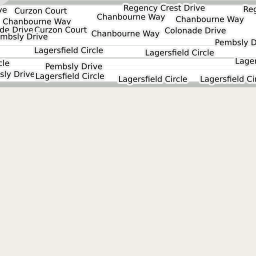 ve Curzon Court Regency Crest Drive Reg
Chanbourne Way Chanbourne Way Chanbourne Way
de Drive Curzon Court Chanbourne Way Colonade Drive
mbsly Drive Pembsly D
Lagersfield Circle Lagersfield Circle
cle Pembsly Drive Lager
sly Drive Lagersfield Circle Lagersfield Circle Lagersfield Circ